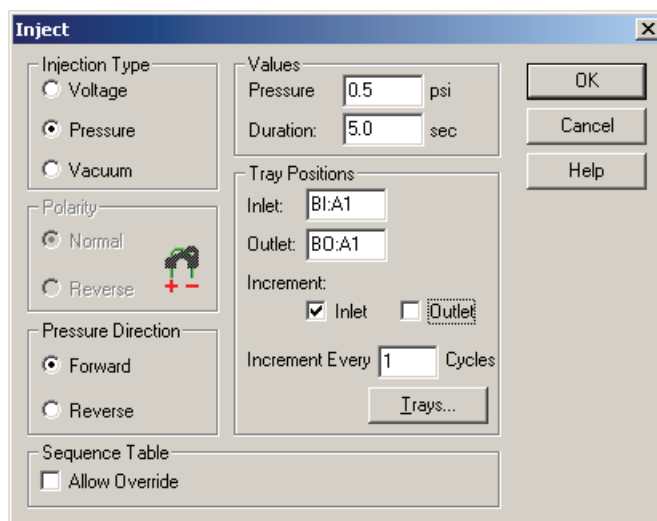 Inject
Injection Type
Voltage
Pressure
Vacuum
Polarity
Normal
Reverse
+ −
Pressure Direction
Forward
Reverse
Values
Pressure 0.5 psi
Duration: 5.0 sec
Tray Positions
Inlet: BI:A1
Outlet: BO:A1
Increment:
Inlet Outlet
Increment Every 1 Cycles
Trays...
Sequence Table
Allow Override
OK
Cancel
Help